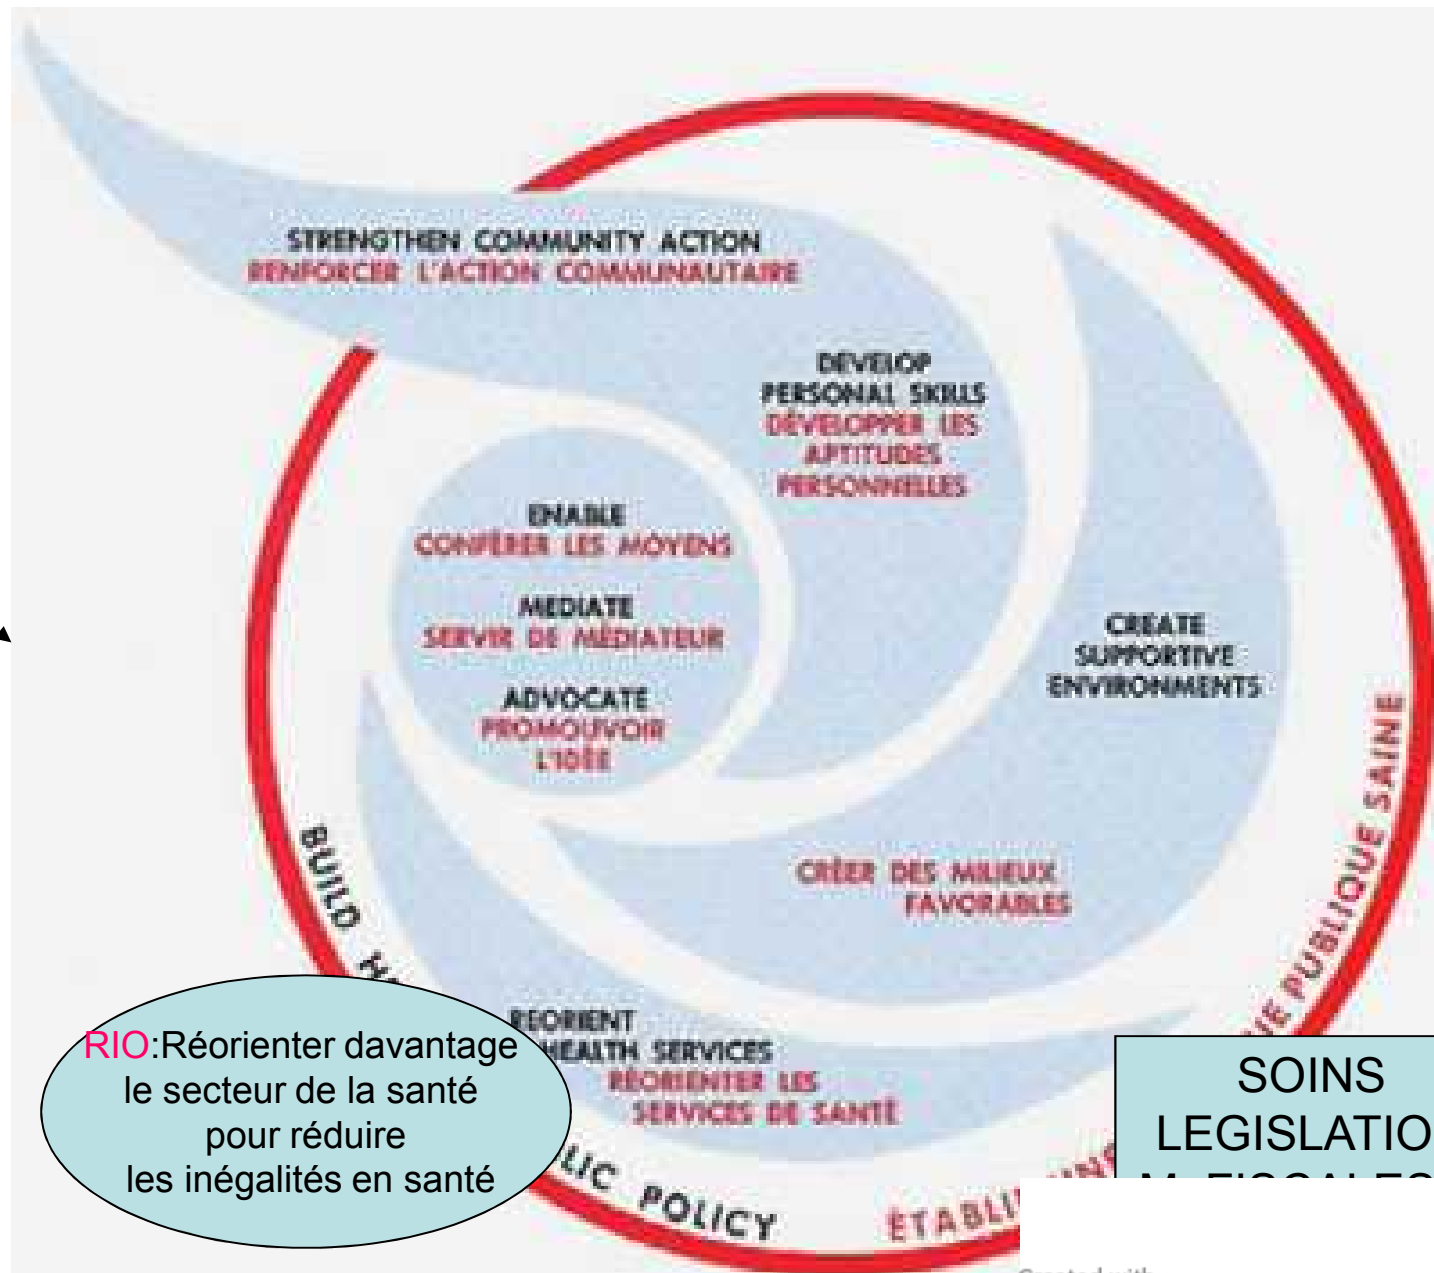 STRENGTHEN COMMUNITY ACTION
RENFORCER L'ACTION COMMUNAUTAIRE
DEVELOP
PERSONAL SKILLS
DÉVELOPPER LES
APTITUDES
PERSONNELLES
ENABLE
CONFÉRER LES MOYENS
MEDIATE
SERVIR DE MÉDIATEUR
ADVOCATE
PROMOUVOIR
L'IDÉE
CREATE
SUPPORTIVE
ENVIRONMENTS
CRÉER DES MILIEUX
FAVORABLES
REORIENT
HEALTH SERVICES
RÉORIENTER LES
SERVICES DE SANTÉ
BUILD
POLICY
PUBLIQUE SAINE
RIO:Réorienter davantage
le secteur de la santé
pour réduire
les inégalités en santé
SOINS
LEGISLATIO